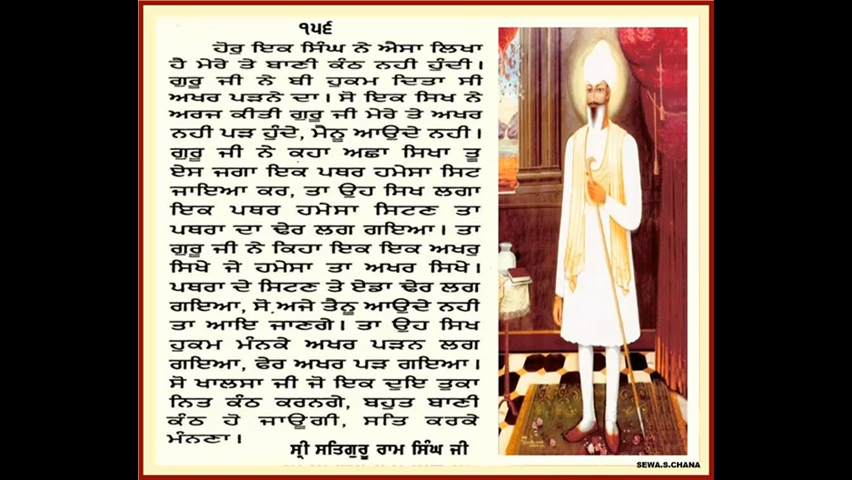 ੧੫੬
ਹੋਰੁ ਇਕ ਸਿੰਘ ਨੇ ਐਸਾ ਲਿਖਾ
ਹੈ ਮੇਰੇ ਤੇ ਬਾਣੀ ਕੰਠ ਨਹੀ ਹੁੰਦੀ।
ਗੁਰੂ ਜੀ ਨੇ ਬੀ ਹੁਕਮ ਦਿਤਾ ਸੀ
ਅਖਰ ਪੜਨੇ ਦਾ। ਸੋ ਇਕ ਸਿਖ ਨੇ
ਅਰਜ ਕੀਤੀ ਗੁਰੂ ਜੀ ਮੇਰੇ ਤੇ ਅਖਰ
ਨਹੀ ਪੜ ਹੁੰਦੇ, ਮੈਨੂ ਆਉਦੇ ਨਹੀ।
ਗੁਰੂ ਜੀ ਨੇ ਕਹਾ ਅਛਾ ਸਿਖਾ ਤੂ
ਏਸ ਜਗਾ ਇਕ ਪਥਰ ਹਮੇਸਾ ਸਿਟ
ਜਾਇਆ ਕਰ, ਤਾ ਉਹ ਸਿਖ ਲਗਾ
ਇਕ ਪਥਰ ਹਮੇਸਾ ਸਿਟਣ ਤਾ
ਪਥਰਾ ਦਾ ਢੇਰ ਲਗ ਗਇਆ। ਤਾ
ਗੁਰੂ ਜੀ ਨੇ ਕਿਹਾ ਇਕ ਇਕ ਅਖਰੁ
ਸਿਖੇ ਜੇ ਹਮੇਸਾ ਤਾ ਅਖਰ ਸਿਖੇ।
ਪਥਰਾ ਦੇ ਸਿਟਣ ਤੇ ਏਡਾ ਢੇਰ ਲਗ
ਗਇਆ, ਸੋ ਅਜੇ ਤੈਨੂ ਆਉਦੇ ਨਹੀ
ਤਾ ਆਇ ਜਾਣਗੇ। ਤਾ ਉਹ ਸਿਖ
ਹੁਕਮ ਮੰਨਕੇ ਅਖਰ ਪੜਨ ਲਗ
ਗਇਆ, ਫੇਰ ਅਖਰ ਪੜ ਗਇਆ।
ਸੋ ਖਾਲਸਾ ਜੀ ਜੋ ਇਕ ਦੁਇ ਤੁਕਾ
ਨਿਤ ਕੰਠ ਕਰਨਗੇ, ਬਹੁਤ ਬਾਣੀ
ਕੰਠ ਹੋ ਜਾਊਗੀ, ਸਤਿ ਕਰਕੇ
ਮੰਨਣਾ।
ਸ੍ਰੀ ਸਤਿਗੁਰੂ ਰਾਮ ਸਿੰਘ ਜੀ
SEWA.S.CHANA